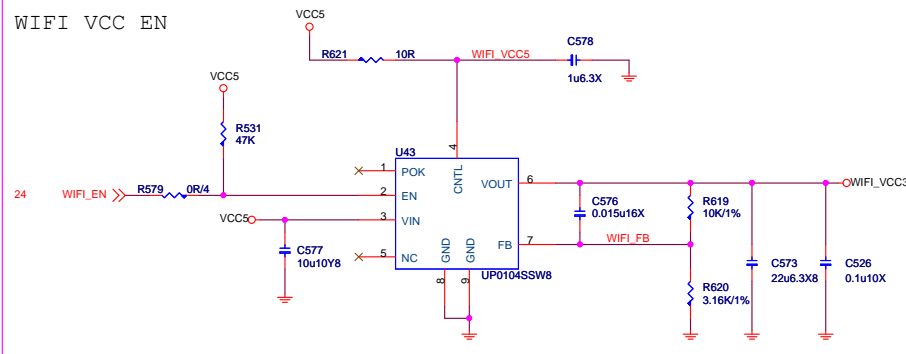 WIFI VCC EN
VCC5
R621 10R
WIFI_VCC5
C578
1u6.3X
VCC5
R531
47K
U43
24 WIFI_EN R579 0R/4
1 POK
2 EN
3 VIN
5 NC
4 CNTL
VOUT 6
FB 7
GND 8
GND 9
UP0104SSW8
VCC5
C577
10u10Y8
C576
0.015u16X
WIFI_FB
R619
10K/1%
R620
3.16K/1%
C573
22u6.3X8
C526
0.1u10X
WIFI_VCC3